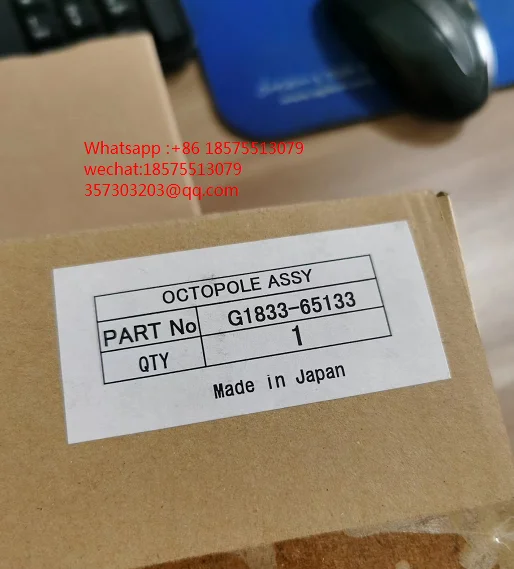 Whatsapp :+86 18575513079
wechat:18575513079
357303203@qq.com
OCTOPOLE ASSY
PART No G1833-65133
QTY 1
Made in Japan